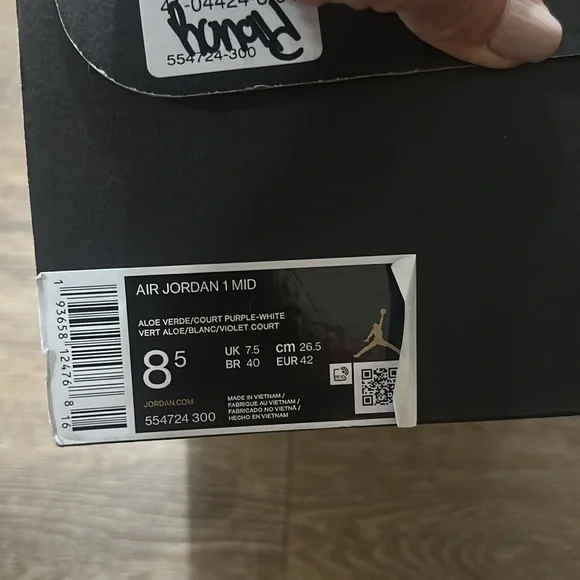 554724-300
AIR JORDAN 1 MID
ALOE VERDE/COURT PURPLE-WHITE
VERT ALOE/BLANC/VIOLET COURT
8 5
UK 7.5 cm 26.5
BR 40 EUR 42
JORDAN.COM
MADE IN VIETNAM /
FABRIQUE AU VIETNAM /
FABRICADO NO VIETNÃ /
HECHO EN VIETNAM
554724 300
1 93658 12476 8 16